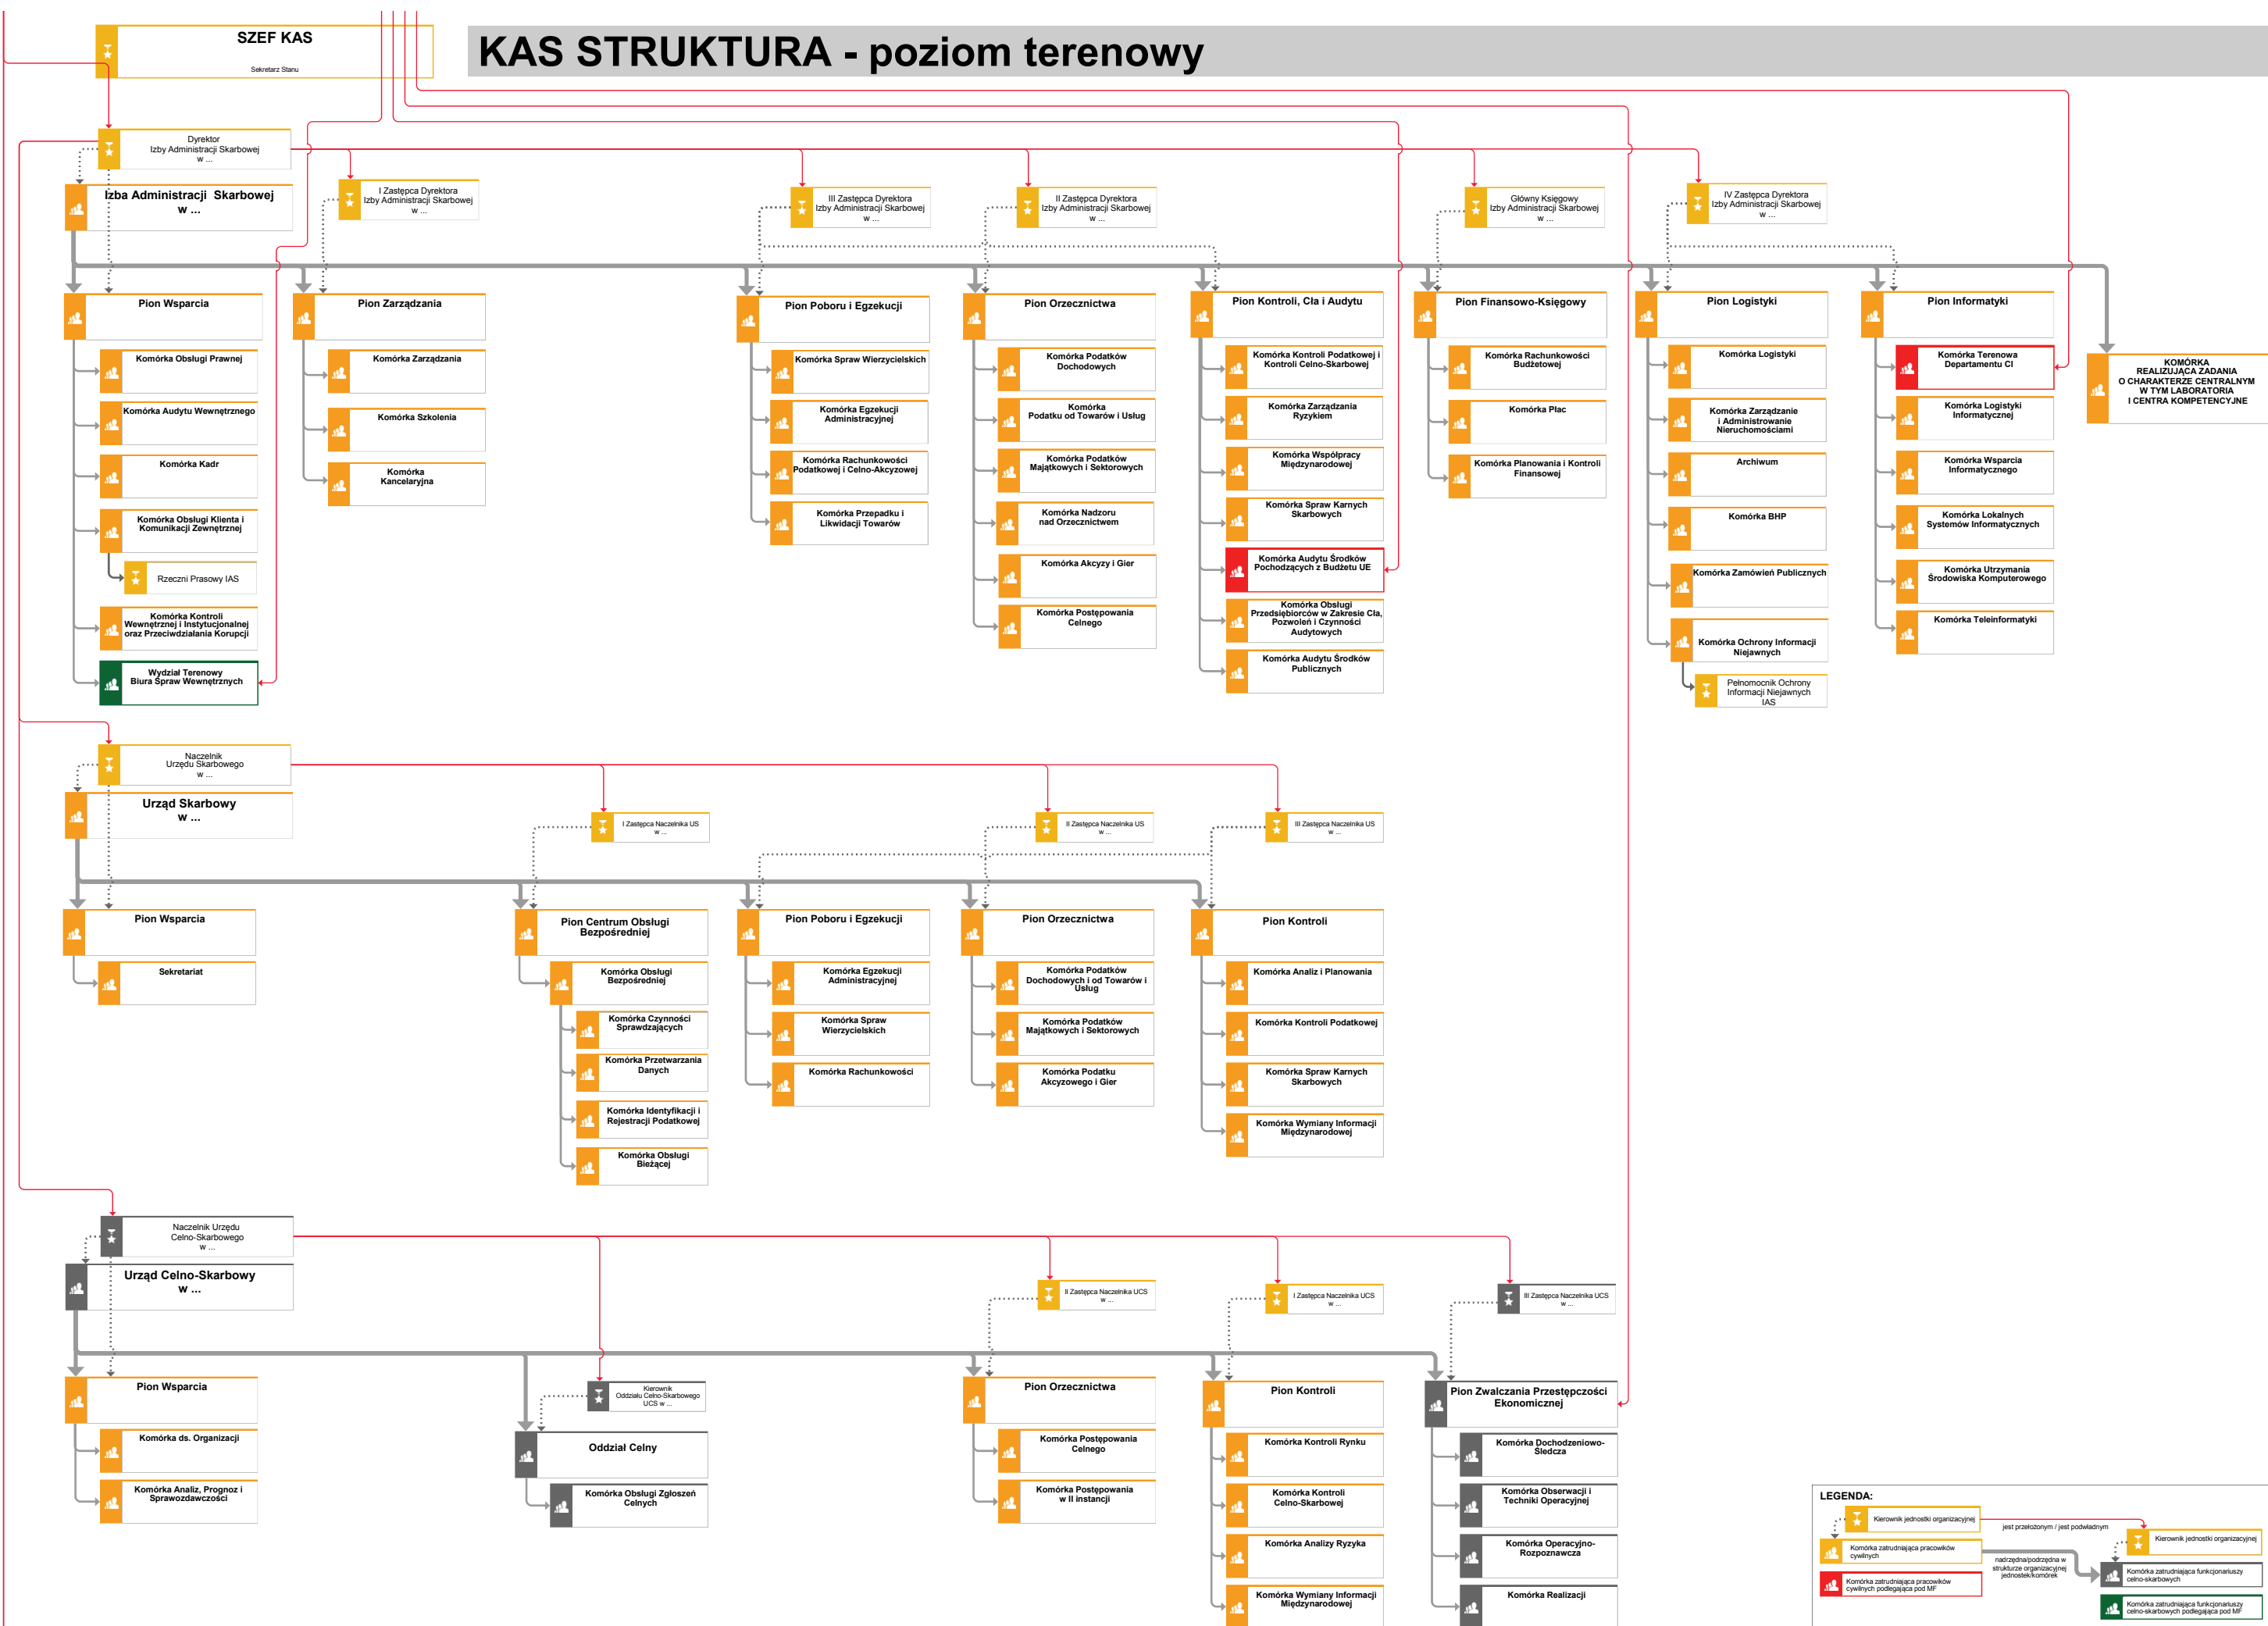 SZEF KAS
Sekretarz Stanu
KAS STRUKTURA - poziom terenowy
Dyrektor
Izby Administracji Skarbowej
w ...
Izba Administracji Skarbowej
w ...
I Zastępca Dyrektora
Izby Administracji Skarbowej
w ...
III Zastępca Dyrektora
Izby Administracji Skarbowej
w ...
II Zastępca Dyrektora
Izby Administracji Skarbowej
w ...
Główny Księgowy
Izby Administracji Skarbowej
w ...
IV Zastępca Dyrektora
Izby Administracji Skarbowej
w ...
Pion Wsparcia
Komórka Obsługi Prawnej
Komórka Audytu Wewnętrznego
Komórka Kadr
Komórka Obsługi Klienta i
Komunikacji Zewnętrznej
Rzeczni Prasowy IAS
Komórka Kontroli
Wewnętrznej i Instytucjonalnej
oraz Przeciwdziałania Korupcji
Wydział Terenowy
Biura Spraw Wewnętrznych
Pion Zarządzania
Komórka Zarządzania
Komórka Szkolenia
Komórka
Kancelaryjna
Pion Poboru i Egzekucji
Komórka Spraw Wierzycielskich
Komórka Egzekucji
Administracyjnej
Komórka Rachunkowości
Podatkowej i Celno-Akcyzowej
Komórka Przepadku i
Likwidacji Towarów
Pion Orzecznictwa
Komórka Podatków
Dochodowych
Komórka
Podatku od Towarów i Usług
Komórka Podatków
Majątkowych i Sektorowych
Komórka Nadzoru
nad Orzecznictwem
Komórka Akcyzy i Gier
Komórka Postępowania
Celnego
Pion Kontroli, Cła i Audytu
Komórka Kontroli Podatkowej i
Kontroli Celno-Skarbowej
Komórka Zarządzania
Ryzykiem
Komórka Współpracy
Międzynarodowej
Komórka Spraw Karnych
Skarbowych
Komórka Audytu Środków
Pochodzących z Budżetu UE
Komórka Obsługi
Przedsiębiorców w Zakresie Cła,
Pozwoleń i Czynności
Audytowych
Komórka Audytu Środków
Publicznych
Pion Finansowo-Księgowy
Komórka Rachunkowości
Budżetowej
Komórka Płac
Komórka Planowania i Kontroli
Finansowej
Pion Logistyki
Komórka Logistyki
Komórka Zarządzanie
i Administrowanie
Nieruchomościami
Archiwum
Komórka BHP
Komórka Zamówień Publicznych
Komórka Ochrony Informacji
Niejawnych
Pełnomocnik Ochrony
Informacji Niejawnych
IAS
Pion Informatyki
Komórka Terenowa
Departamentu CI
Komórka Logistyki
Informatycznej
Komórka Wsparcia
Informatycznego
Komórka Lokalnych
Systemów Informatycznych
Komórka Utrzymania
Środowiska Komputerowego
Komórka Teleinformatyki
KOMÓRKA
REALIZUJĄCA ZADANIA
O CHARAKTERZE CENTRALNYM
W TYM LABORATORIA
I CENTRA KOMPETENCYJNE
Naczelnik
Urzędu Skarbowego
w ...
Urząd Skarbowy
w ...
I Zastępca Naczelnika US
w ...
II Zastępca Naczelnika US
w ...
III Zastępca Naczelnika US
w ...
Pion Wsparcia
Sekretariat
Pion Centrum Obsługi
Bezpośredniej
Komórka Obsługi
Bezpośredniej
Komórka Czynności
Sprawdzających
Komórka Przetwarzania
Danych
Komórka Identyfikacji i
Rejestracji Podatkowej
Komórka Obsługi
Bieżącej
Pion Poboru i Egzekucji
Komórka Egzekucji
Administracyjnej
Komórka Spraw
Wierzycielskich
Komórka Rachunkowości
Pion Orzecznictwa
Komórka Podatków
Dochodowych i od Towarów i
Usług
Komórka Podatków
Majątkowych i Sektorowych
Komórka Podatku
Akcyzowego i Gier
Pion Kontroli
Komórka Analiz i Planowania
Komórka Kontroli Podatkowej
Komórka Spraw Karnych
Skarbowych
Komórka Wymiany Informacji
Międzynarodowej
Naczelnik Urzędu
Celno-Skarbowego
w ...
Urząd Celno-Skarbowy
w ...
II Zastępca Naczelnika UCS
w ...
I Zastępca Naczelnika UCS
w ...
III Zastępca Naczelnika UCS
w ...
Pion Wsparcia
Komórka ds. Organizacji
Komórka Analiz, Prognoz i
Sprawozdawczości
Kierownik
Oddziału Celno-Skarbowego
UCS w ...
Oddział Celny
Komórka Obsługi Zgłoszeń
Celnych
Pion Orzecznictwa
Komórka Postępowania
Celnego
Komórka Postępowania
w II instancji
Pion Kontroli
Komórka Kontroli Rynku
Komórka Kontroli
Celno-Skarbowej
Komórka Analizy Ryzyka
Komórka Wymiany Informacji
Międzynarodowej
Pion Zwalczania Przestępczości
Ekonomicznej
Komórka Dochodzeniowo-
Śledcza
Komórka Obserwacji i
Techniki Operacyjnej
Komórka Operacyjno-
Rozpoznawcza
Komórka Realizacji
LEGENDA:
Kierownik jednostki organizacyjnej
jest przełożonym / jest podwładnym
Kierownik jednostki organizacyjnej
Komórka zatrudniająca pracowików
cywilnych
nadrzędna/podrzędna w
strukturze organizacyjnej
jednostek/komórek
Komórka zatrudniająca funkcjonariuszy
celno-skarbowych
Komórka zatrudniająca pracowików
cywilnych podlegająca pod MF
Komórka zatrudniająca funkcjonariuszy
celno-skarbowych podlegająca pod MF